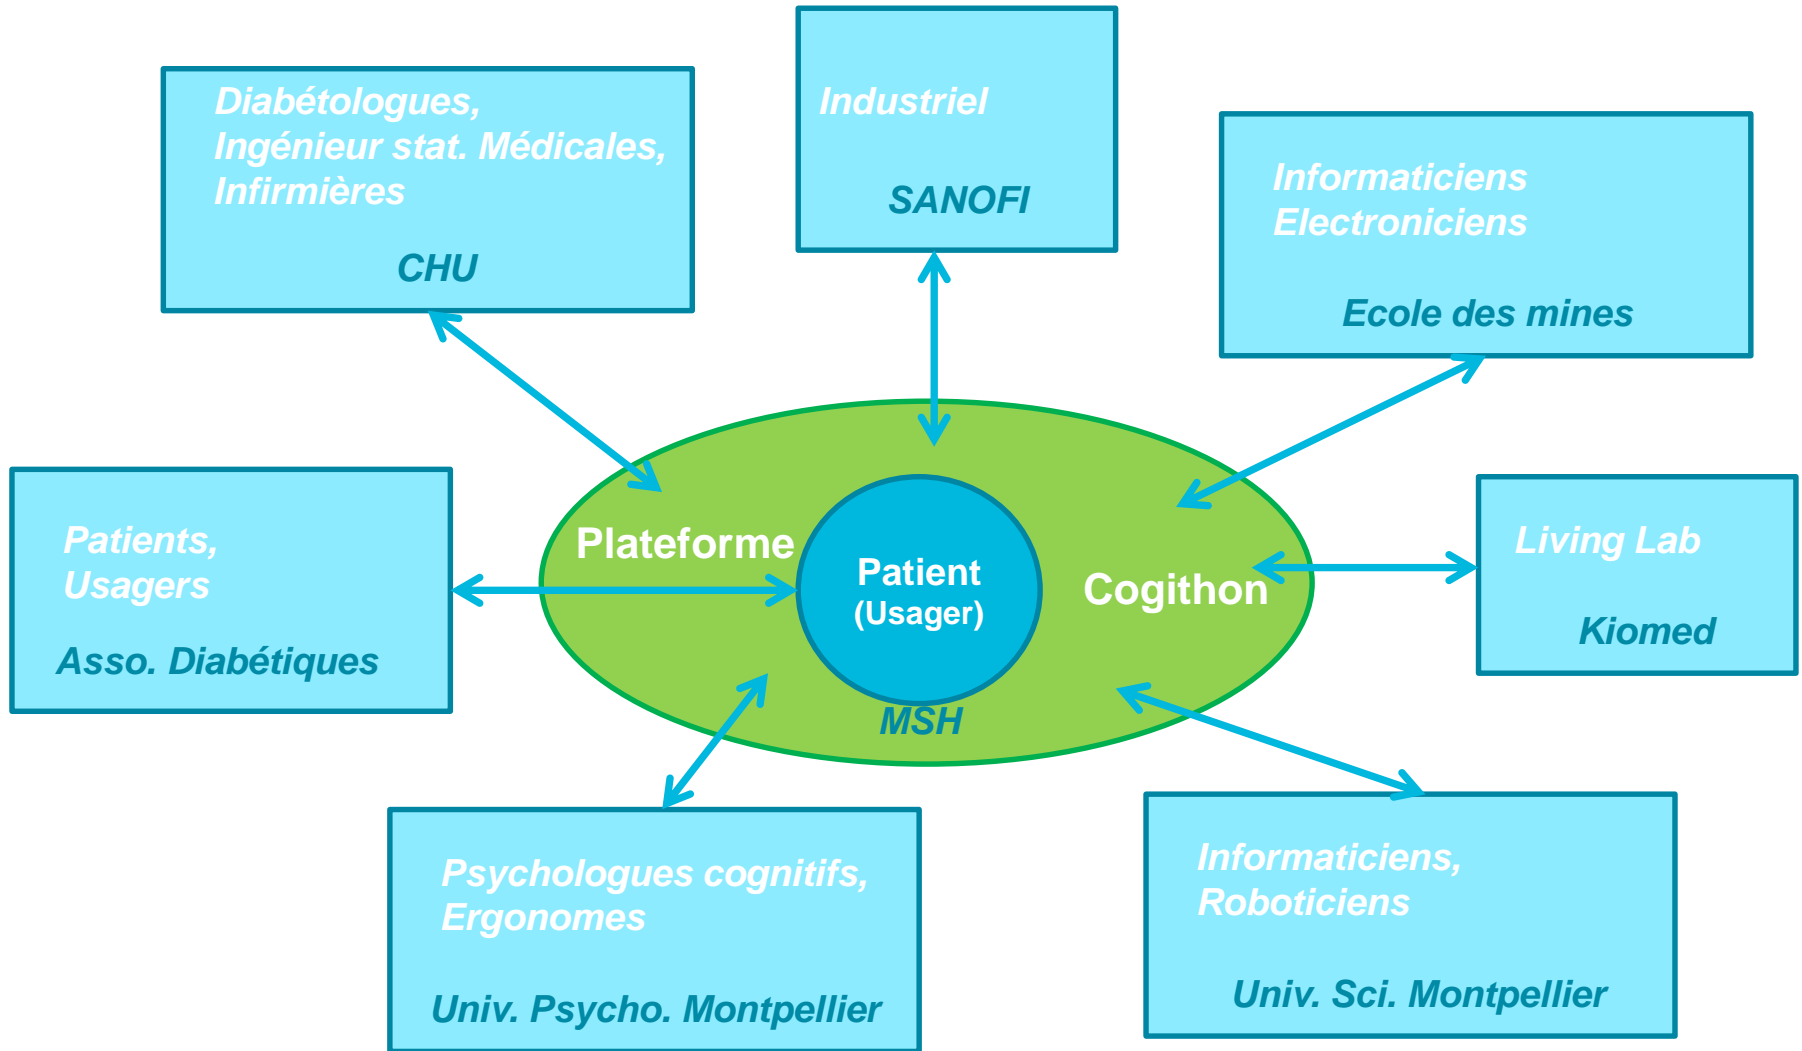 Diabétologues,
Ingénieur stat. Médicales,
Infirmières
CHU
Industriel
SANOFI
Informaticiens
Electroniciens
Ecole des mines
Patients,
Usagers
Asso. Diabétiques
Plateforme
Patient
(Usager)
Cogithon
MSH
Living Lab
Kiomed
Psychologues cognitifs,
Ergonomes
Univ. Psycho. Montpellier
Informaticiens,
Roboticiens
Univ. Sci. Montpellier